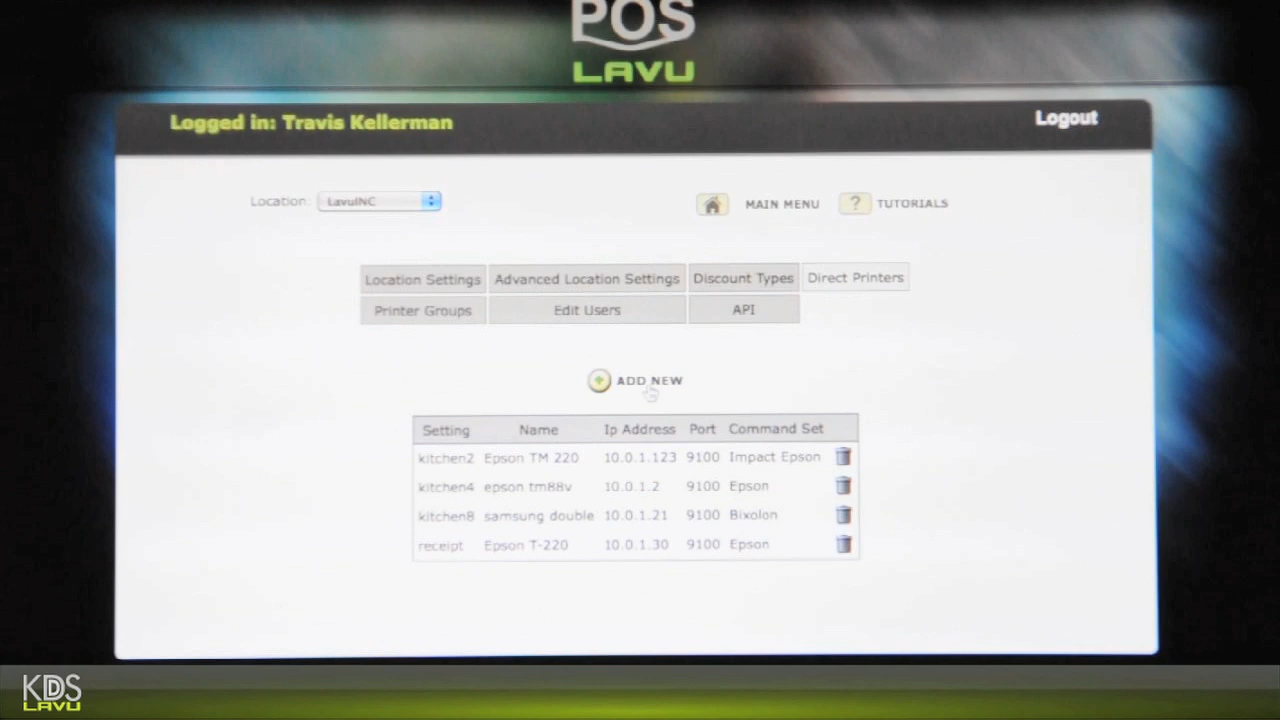 POS
LAVU
Logged in: Travis Kellerman
Logout
Location: LavuINC
MAIN MENU
? TUTORIALS
Location Settings Advanced Location Settings Discount Types Direct Printers
Printer Groups Edit Users API
ADD NEW
Setting Name Ip Address Port Command Set
kitchen2 Epson TM 220 10.0.1.123 9100 Impact Epson
kitchen4 epson tm88v 10.0.1.2 9100 Epson
kitchen8 samsung double 10.0.1.21 9100 Bixolon
receipt Epson T-220 10.0.1.30 9100 Epson
KDS
LAVU